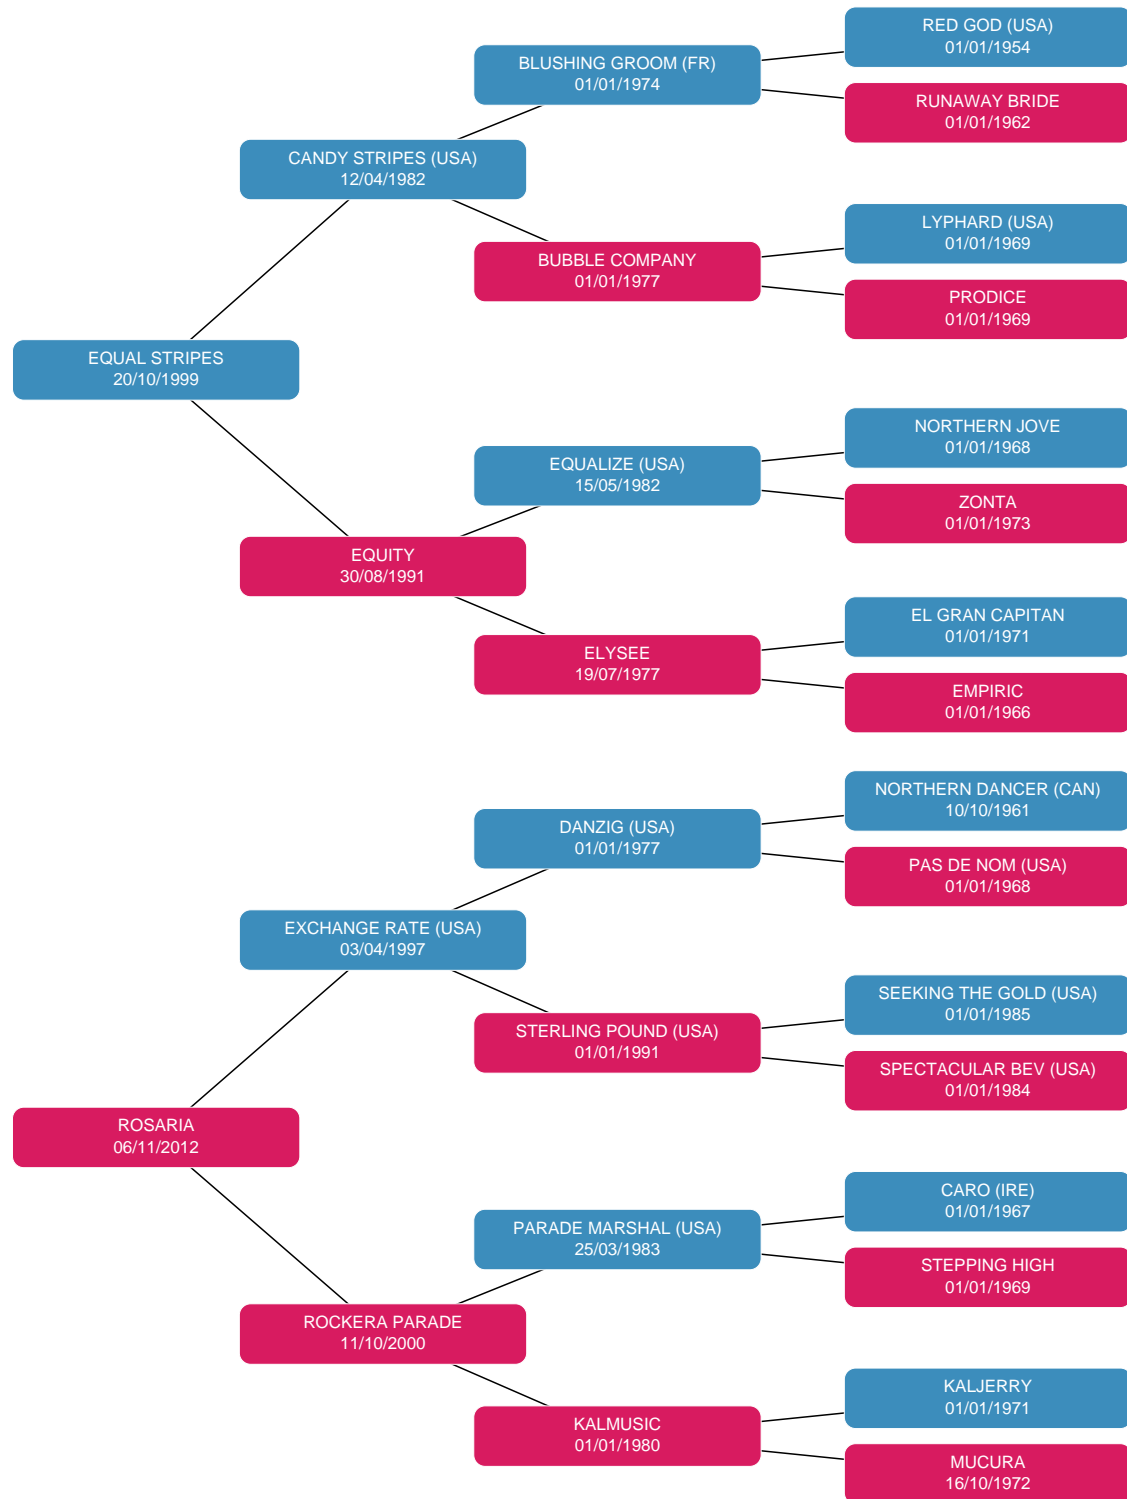 RED GOD (USA)
01/01/1954
BLUSHING GROOM (FR)
01/01/1974
RUNAWAY BRIDE
01/01/1962
CANDY STRIPES (USA)
12/04/1982
LYPHARD (USA)
01/01/1969
BUBBLE COMPANY
01/01/1977
PRODICE
01/01/1969
EQUAL STRIPES
20/10/1999
NORTHERN JOVE
01/01/1968
EQUALIZE (USA)
15/05/1982
ZONTA
01/01/1973
EQUITY
30/08/1991
EL GRAN CAPITAN
01/01/1971
ELYSEE
19/07/1977
EMPIRIC
01/01/1966
NORTHERN DANCER (CAN)
10/10/1961
DANZIG (USA)
01/01/1977
PAS DE NOM (USA)
01/01/1968
EXCHANGE RATE (USA)
03/04/1997
SEEKING THE GOLD (USA)
01/01/1985
STERLING POUND (USA)
01/01/1991
SPECTACULAR BEV (USA)
01/01/1984
ROSARIA
06/11/2012
CARO (IRE)
01/01/1967
PARADE MARSHAL (USA)
25/03/1983
STEPPING HIGH
01/01/1969
ROCKERA PARADE
11/10/2000
KALJERRY
01/01/1971
KALMUSIC
01/01/1980
MUCURA
16/10/1972